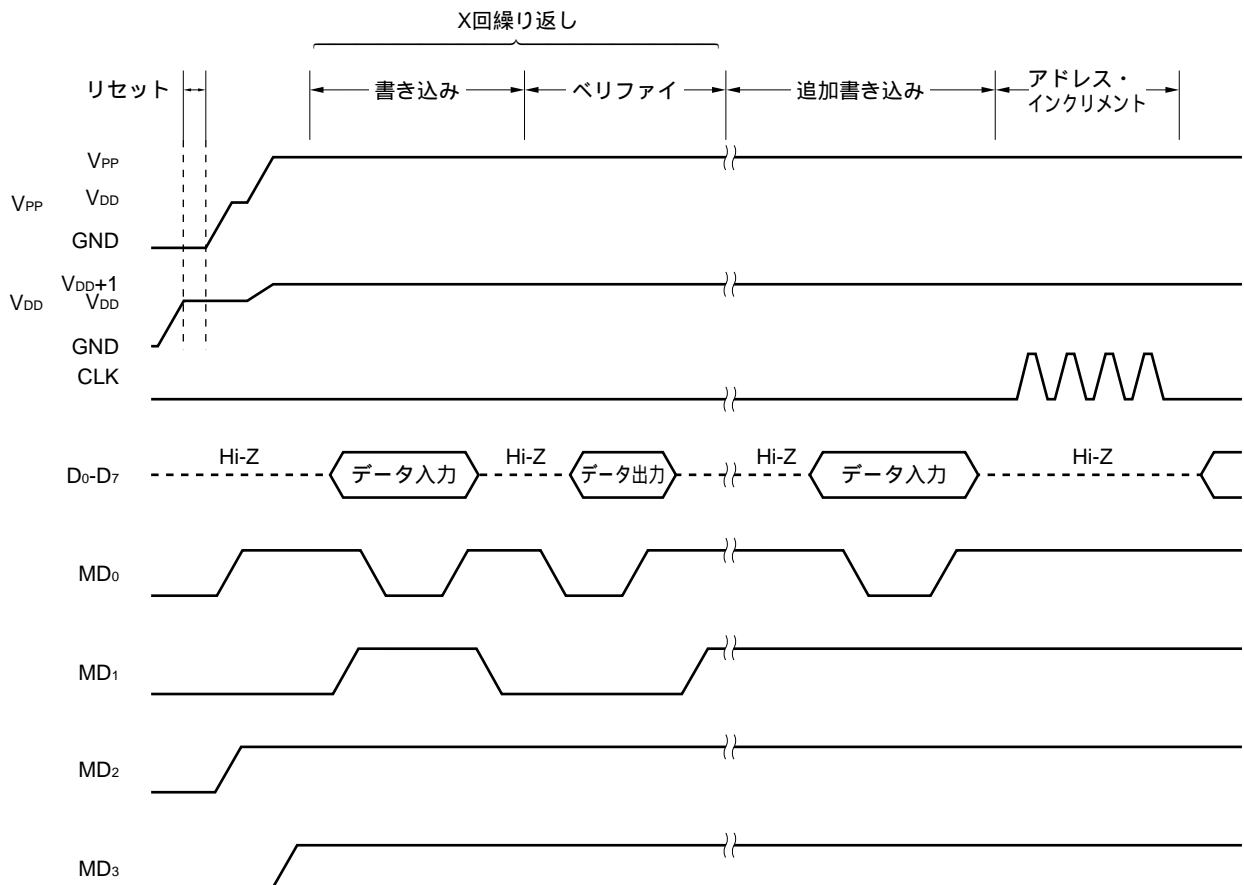 X回繰り返し
リセット
書き込み
ベリファイ
追加書き込み
アドレス・
インクリメント
VPP
VPP
VDD
GND
VDD
VDD+1
VDD
GND
CLK
D0-D7
Hi-Z
データ入力
Hi-Z
データ出力
Hi-Z
データ入力
Hi-Z
MD0
MD1
MD2
MD3